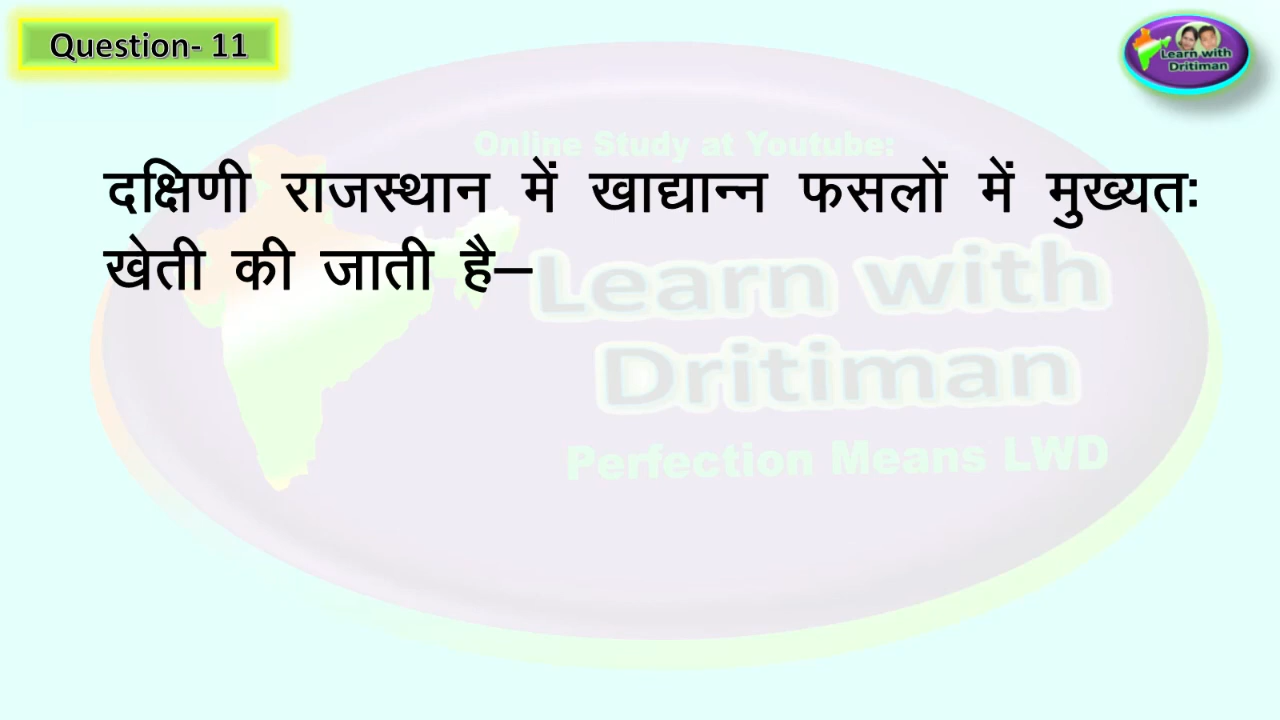 Question- 11
Learn with
Dritiman
Online Study at Youtube:
दक्षिणी राजस्थान में खाद्यान्न फसलों में मुख्यतः
खेती की जाती है–
Learn with
Dritiman
Perfection Means LWD